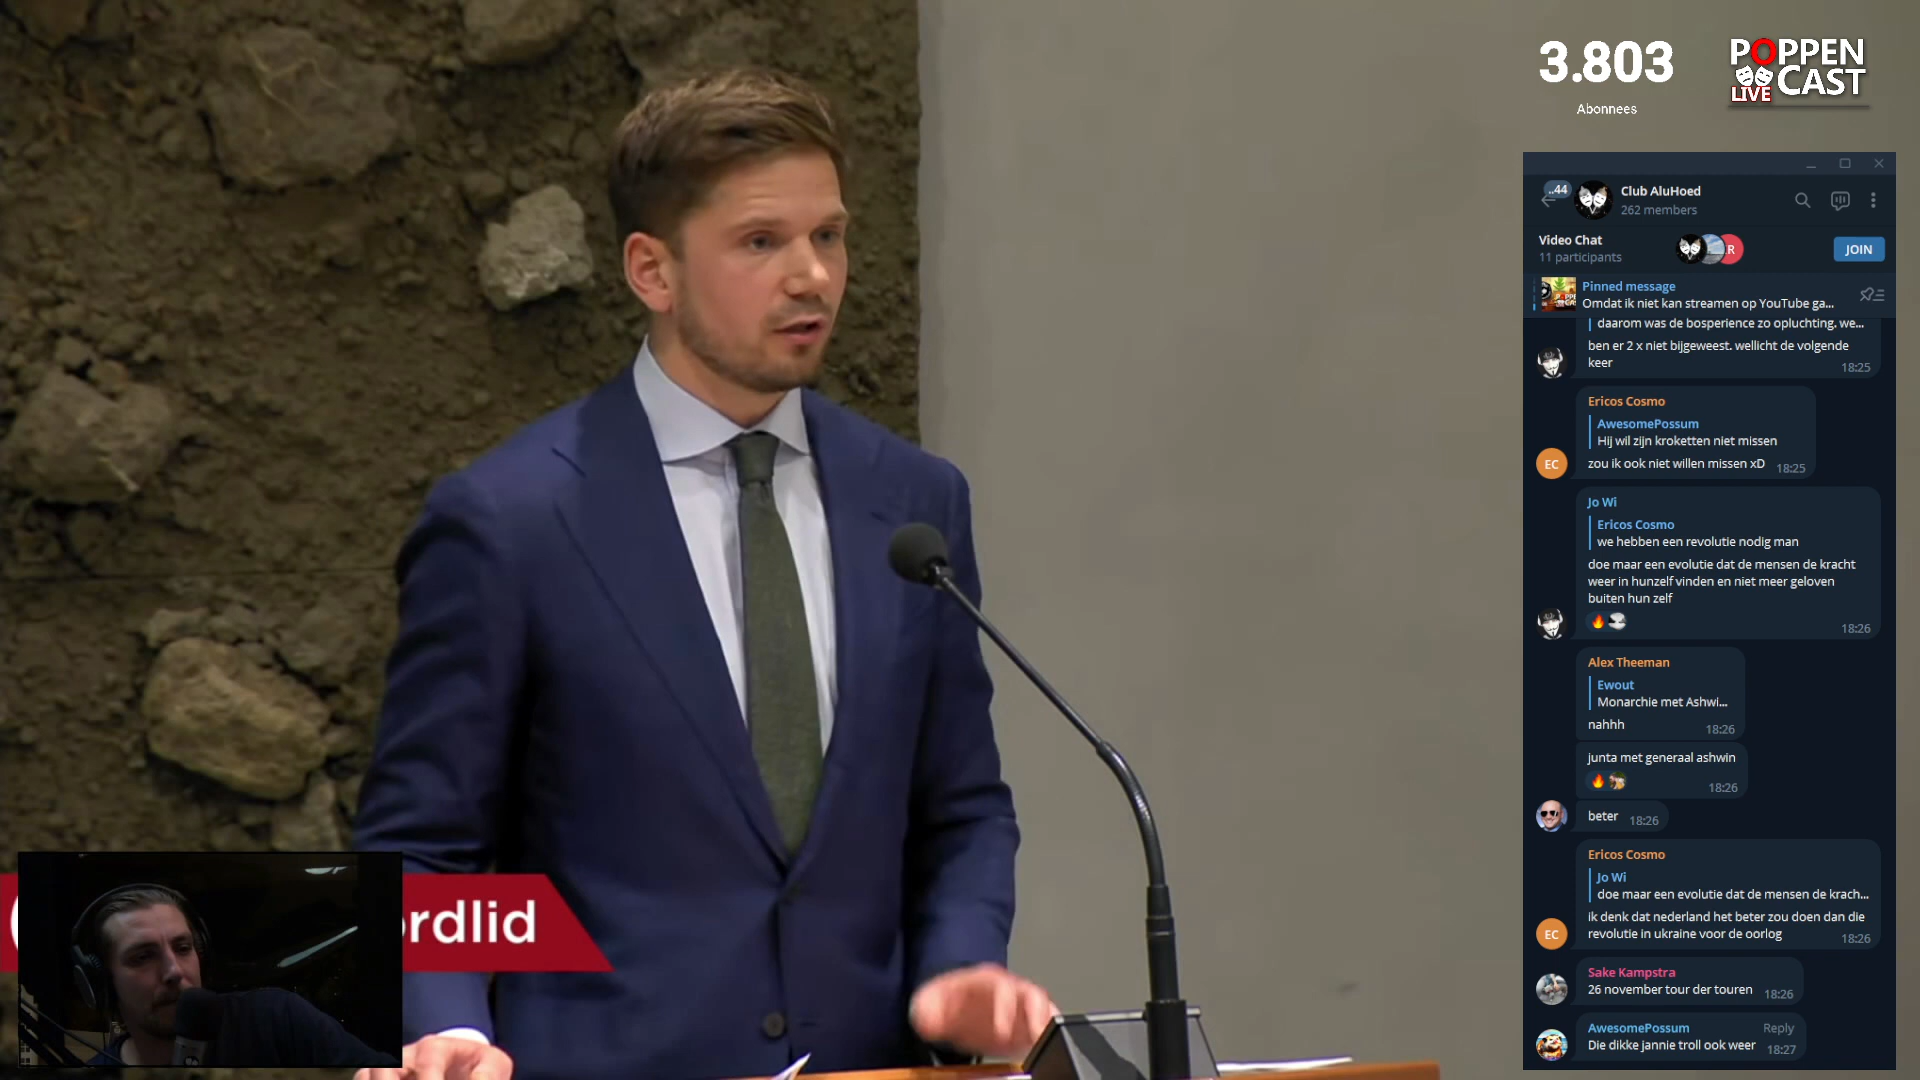 3.803
Abonnees
POPPEN
CAST
LIVE
..44
Club AluHoed
262 members
Video Chat
11 participants
R
JOIN
Pinned message
Omdat ik niet kan streamen op YouTube ga...
daarom was de bosperience zo opluchting. we...
ben er 2 x niet bijgeweest. wellicht de volgende
keer
18:25
Ericos Cosmo
AwesomePossum
Hij wil zijn kroketten niet missen
zou ik ook niet willen missen xD
18:25
EC
Jo Wi
Ericos Cosmo
we hebben een revolutie nodig man
doe maar een evolutie dat de mensen de kracht
weer in hunzelf vinden en niet meer geloven
buiten hun zelf
18:26
Alex Theeman
Ewout
Monarchie met Ashwi...
nahhh
18:26
junta met generaal ashwin
18:26
beter
18:26
Ericos Cosmo
Jo Wi
doe maar een evolutie dat de mensen de krach...
ik denk dat nederland het beter zou doen dan die
revolutie in ukraine voor de oorlog
18:26
EC
Sake Kampstra
26 november tour der touren
18:26
AwesomePossum
Reply
Die dikke jannie troll ook weer
18:27
rdlid